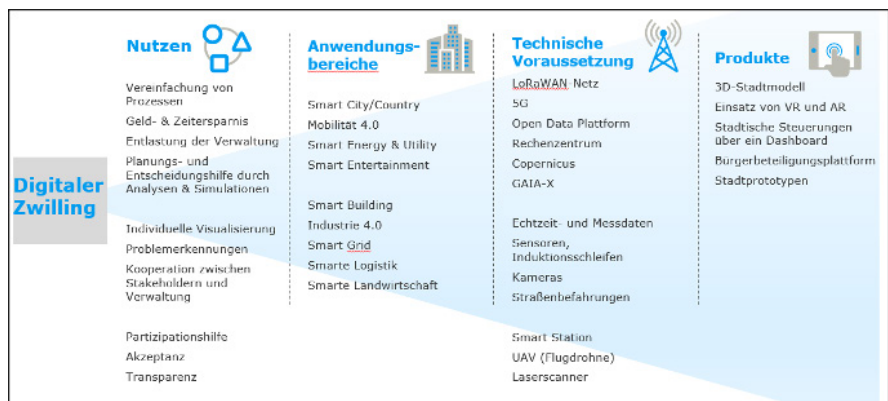 Digitaler
Zwilling
Nutzen
Vereinfachung von
Prozessen
Geld- & Zeitersparnis
Entlastung der Verwaltung
Planungs- und
Entscheidungshilfe durch
Analysen & Simulationen
Individuelle Visualisierung
Problemerkennungen
Kooperation zwischen
Stakeholdern und
Verwaltung
Partizipationshilfe
Akzeptanz
Transparenz
Anwendungs-
bereiche
Smart City/Country
Mobilität 4.0
Smart Energy & Utility
Smart Entertainment
Smart Building
Industrie 4.0
Smart Grid
Smarte Logistik
Smarte Landwirtschaft
Technische
Voraussetzung
LoRaWAN-Netz
5G
Open Data Plattform
Rechenzentrum
Copernicus
GAIA-X
Echtzeit- und Messdaten
Sensoren,
Induktionsschleifen
Kameras
Straßenbefahrungen
Smart Station
UAV (Flugdrohne)
Laserscanner
Produkte
3D-Stadtmodell
Einsatz von VR und AR
Städtische Steuerungen
über ein Dashboard
Bürgerbeteiligungsplattform
Stadtprototypen